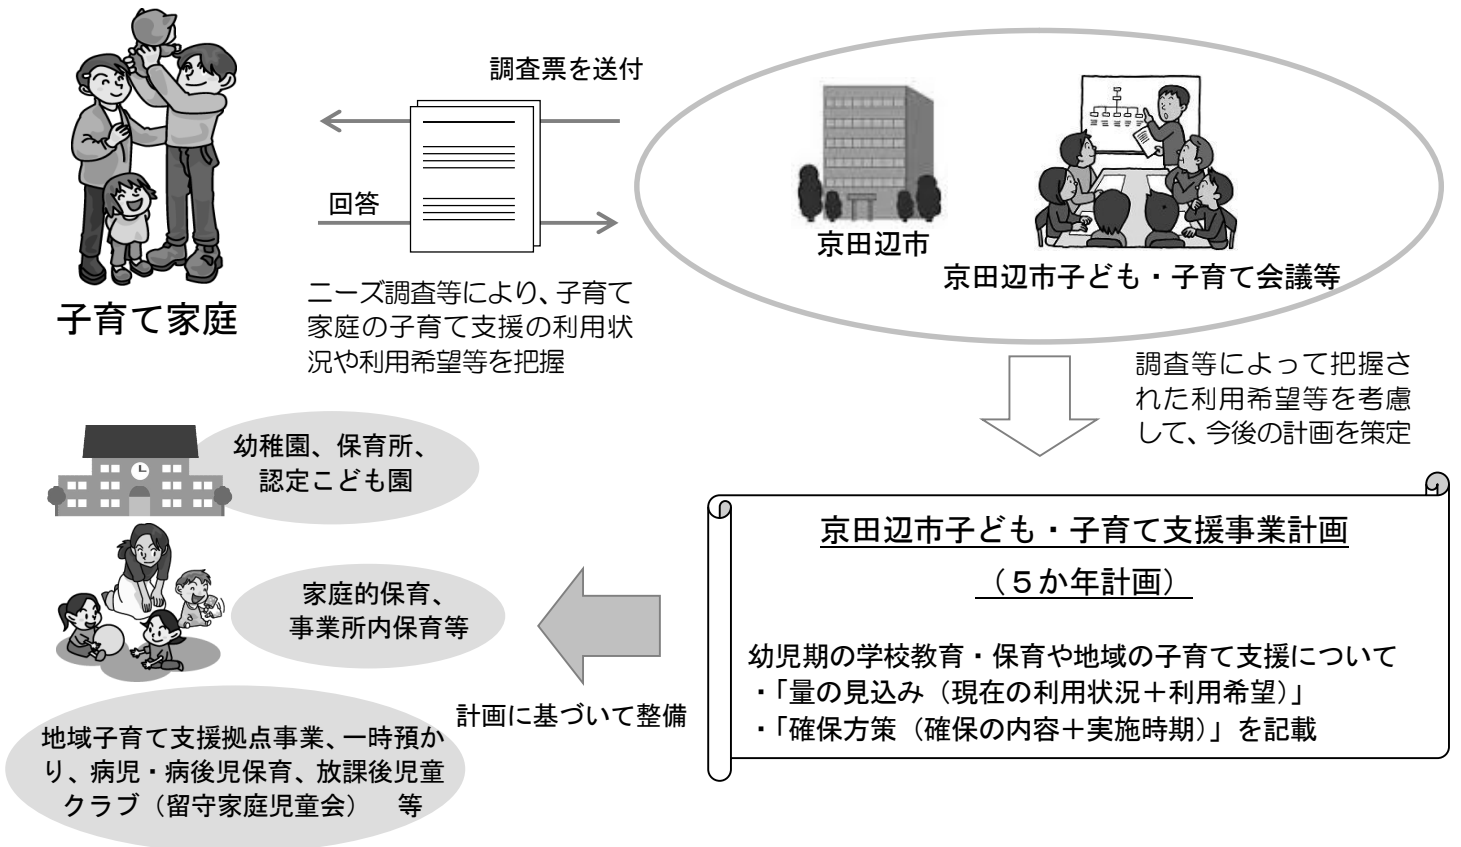 調査票を送付
回答
子育て家庭
ニーズ調査等により、子育て
家庭の子育て支援の利用状
況や利用希望等を把握
京田辺市
京田辺市子ども・子育て会議等
調査等によって把握さ
れた利用希望等を考慮
して、今後の計画を策定
京田辺市子ども・子育て支援事業計画
（５か年計画）
幼児期の学校教育・保育や地域の子育て支援について
・「量の見込み（現在の利用状況＋利用希望）」
・「確保方策（確保の内容＋実施時期）」を記載
計画に基づいて整備
幼稚園、保育所、
認定こども園
家庭的保育、
事業所内保育等
地域子育て支援拠点事業、一時預か
り、病児・病後児保育、放課後児童
クラブ（留守家庭児童会）　等